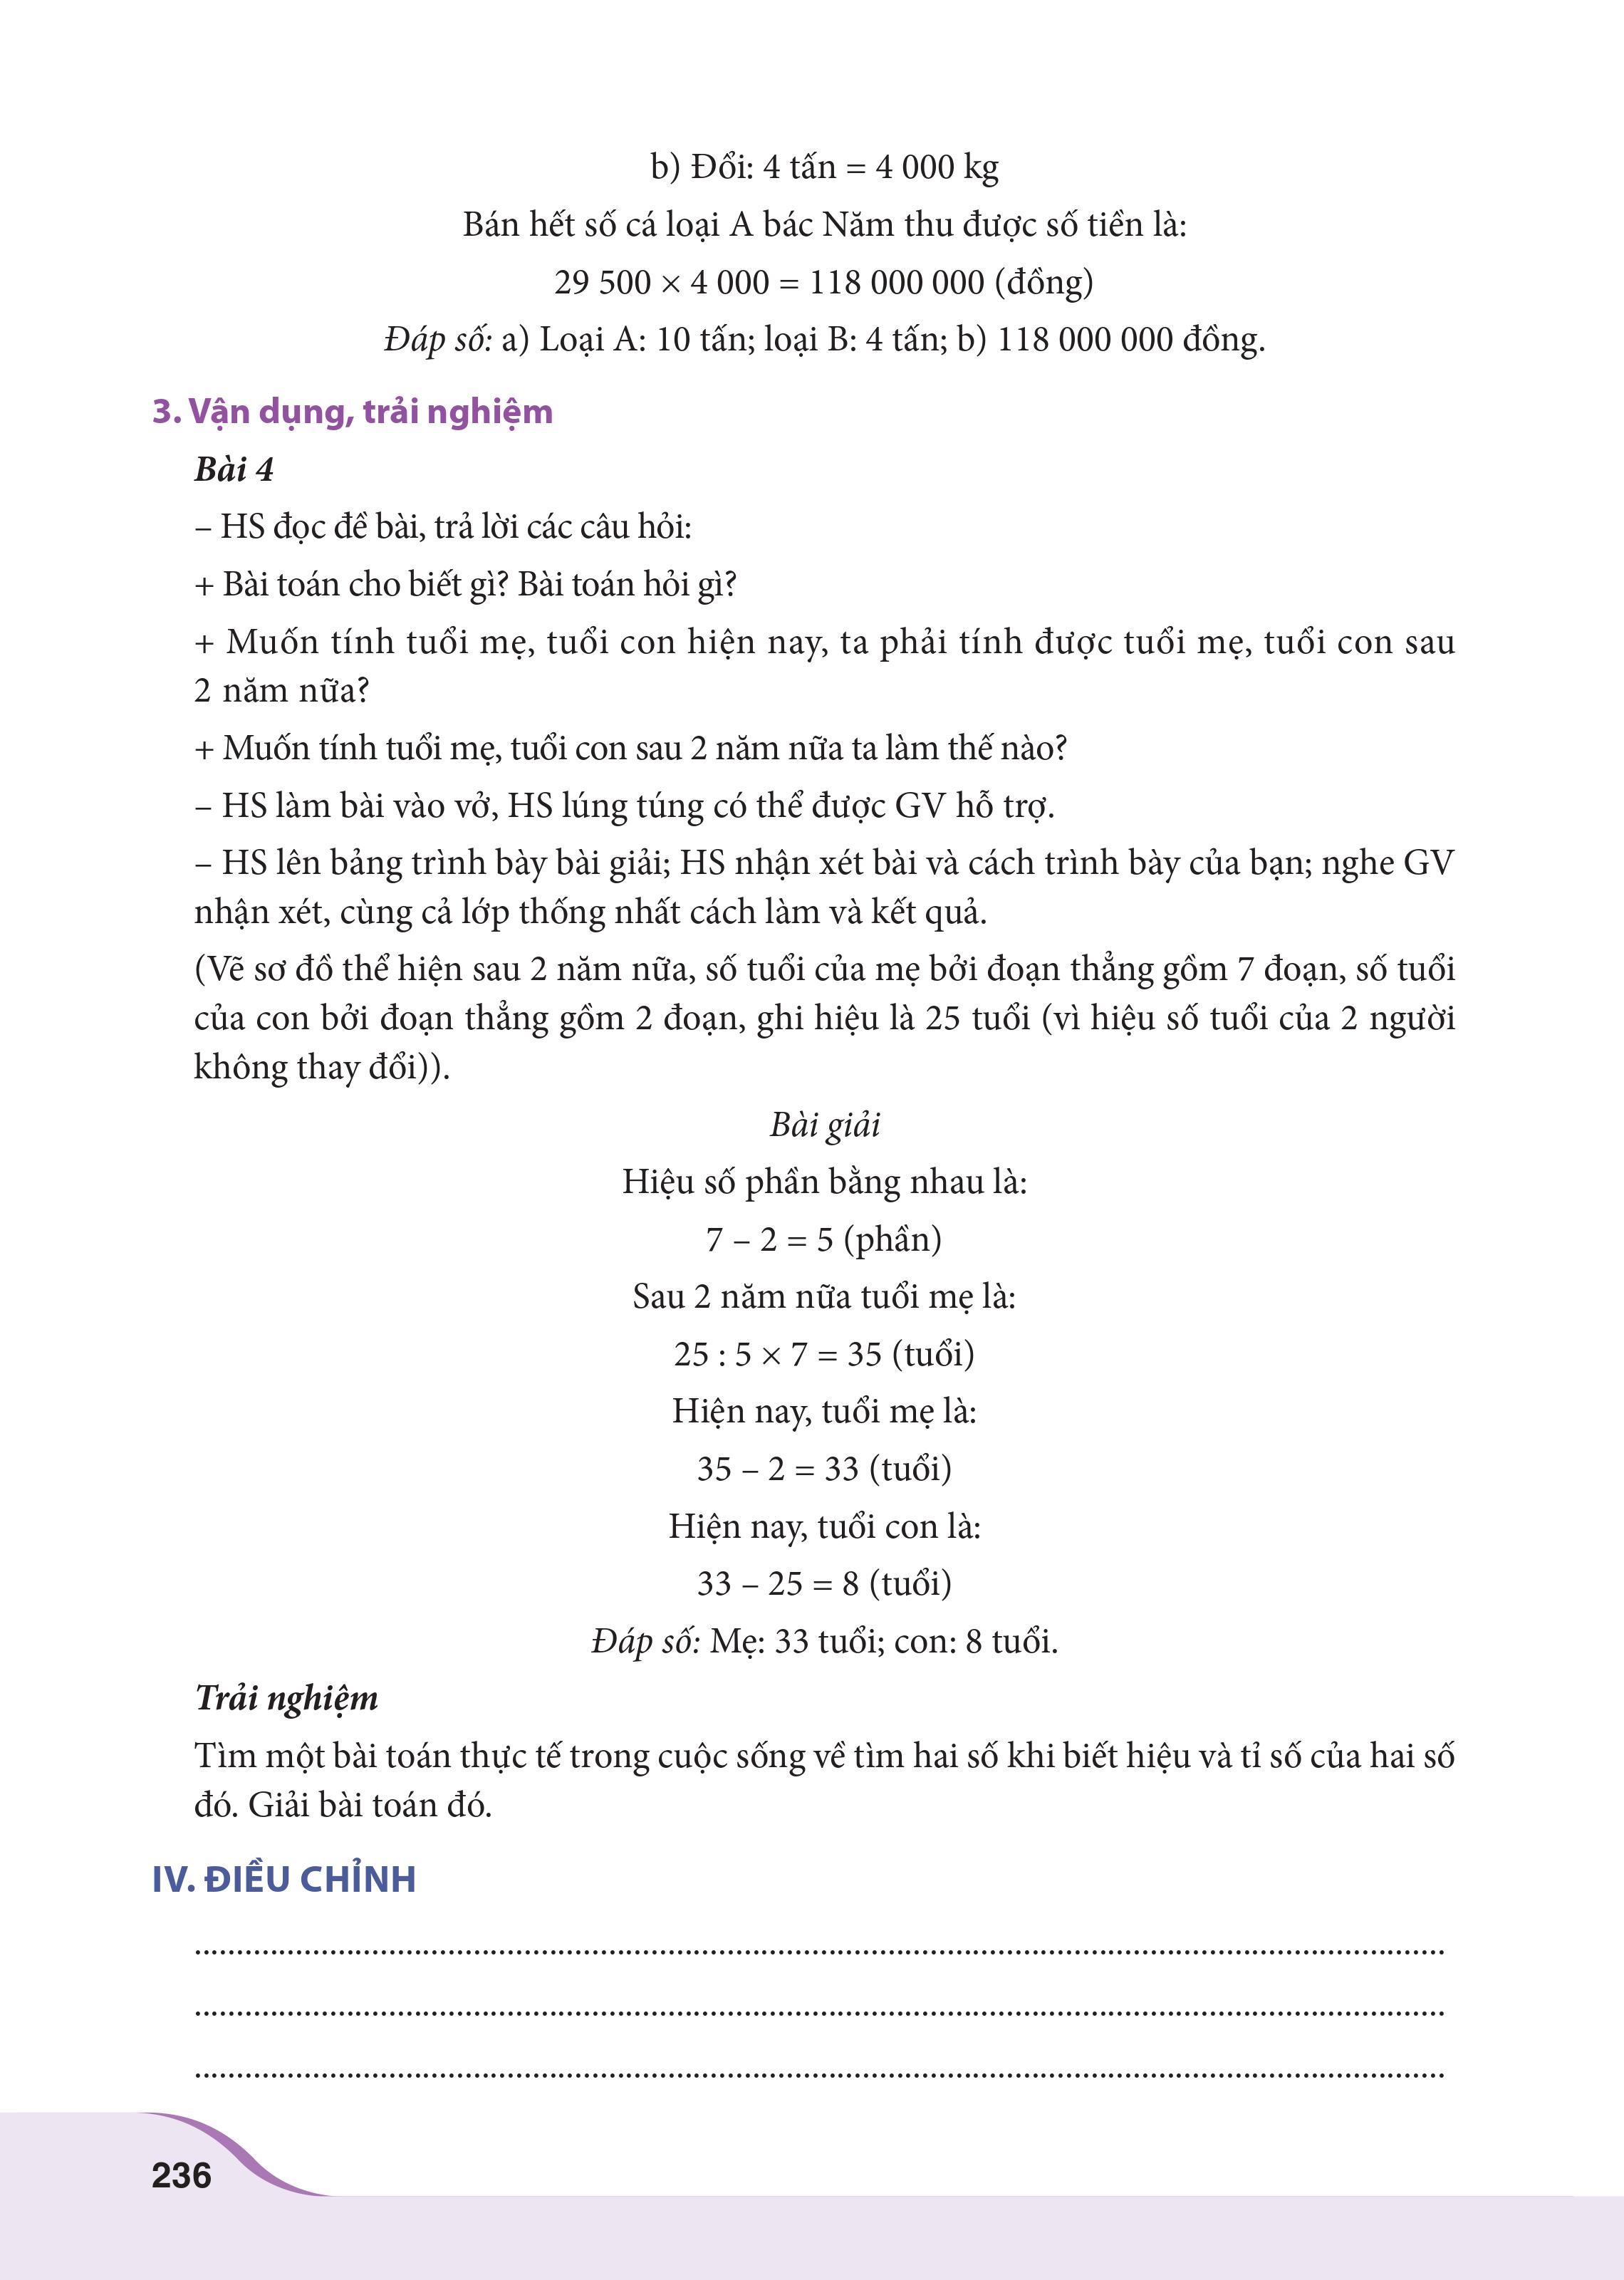 b) Đổi: 4 tấn = 4 000 kg
Bán hết số cá loại A bác Năm thu được số tiền là:
29 500 × 4 000 = 118 000 000 (đồng)
Đáp số: a) Loại A: 10 tấn; loại B: 4 tấn; b) 118 000 000 đồng.
3. Vận dụng, trải nghiệm
Bài 4
– HS đọc đề bài, trả lời các câu hỏi:
+ Bài toán cho biết gì? Bài toán hỏi gì?
+ Muốn tính tuổi mẹ, tuổi con hiện nay, ta phải tính được tuổi mẹ, tuổi con sau
2 năm nữa?
+ Muốn tính tuổi mẹ, tuổi con sau 2 năm nữa ta làm thế nào?
– HS làm bài vào vở, HS lúng túng có thể được GV hỗ trợ.
– HS lên bảng trình bày bài giải; HS nhận xét bài và cách trình bày của bạn; nghe GV
nhận xét, cùng cả lớp thống nhất cách làm và kết quả.
(Vẽ sơ đồ thể hiện sau 2 năm nữa, số tuổi của mẹ bởi đoạn thẳng gồm 7 đoạn, số tuổi
của con bởi đoạn thẳng gồm 2 đoạn, ghi hiệu là 25 tuổi (vì hiệu số tuổi của 2 người
không thay đổi)).
Bài giải
Hiệu số phần bằng nhau là:
7 – 2 = 5 (phần)
Sau 2 năm nữa tuổi mẹ là:
25 : 5 × 7 = 35 (tuổi)
Hiện nay, tuổi mẹ là:
35 – 2 = 33 (tuổi)
Hiện nay, tuổi con là:
33 – 25 = 8 (tuổi)
Đáp số: Mẹ: 33 tuổi; con: 8 tuổi.
Trải nghiệm
Tìm một bài toán thực tế trong cuộc sống về tìm hai số khi biết hiệu và tỉ số của hai số
đó. Giải bài toán đó.
IV. ĐIỀU CHỈNH
236